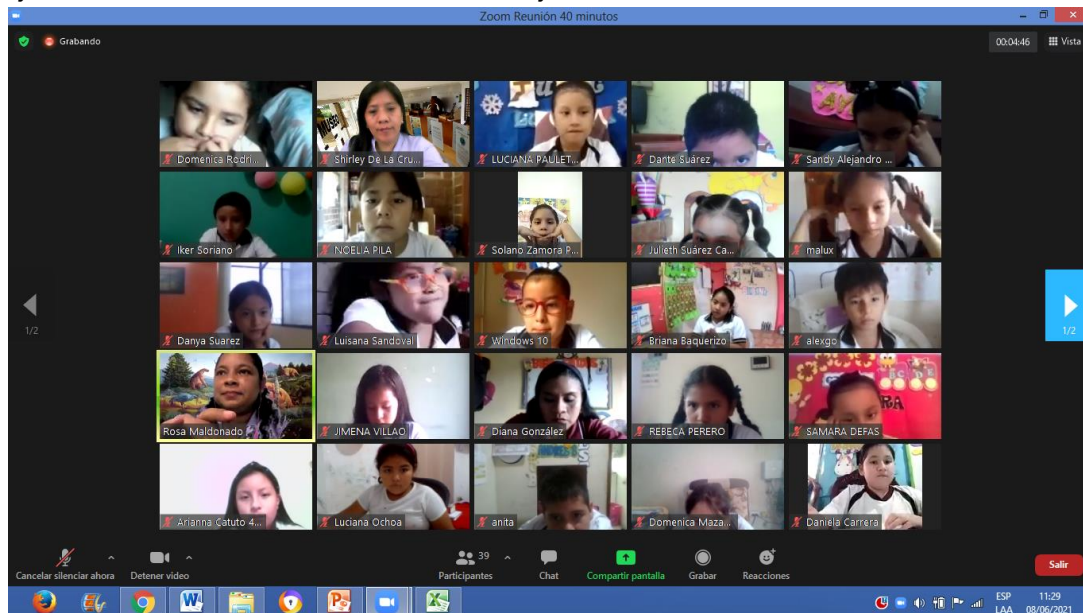 Zoom Reunión 40 minutos
Grabando
00:04:46
Vista
Domenica Rodri...
Shirley De La Cru...
LUCIANA PAULET...
Dante Suárez
Sandy Alejandro ...
Iker Soriano
NOELIA PILA
Solano Zamora P...
Julieth Suárez Ca...
malux
1/2
Danya Suarez
Luisana Sandoval
Windows 10
Briana Baquerizo
alexgo
1/2
Rosa Maldonado
JIMENA VILLAO
Diana González
REBECA PERERO
SAMARA DEFAS
Arianna Catuto 4...
Luciana Ochoa
anita
Domenica Maza...
Daniela Carrera
Cancelar silenciar ahora
Detener video
39
Participantes
Chat
Compartir pantalla
Grabar
Reacciones
Salir
ESP
LAA
11:29
08/06/2021